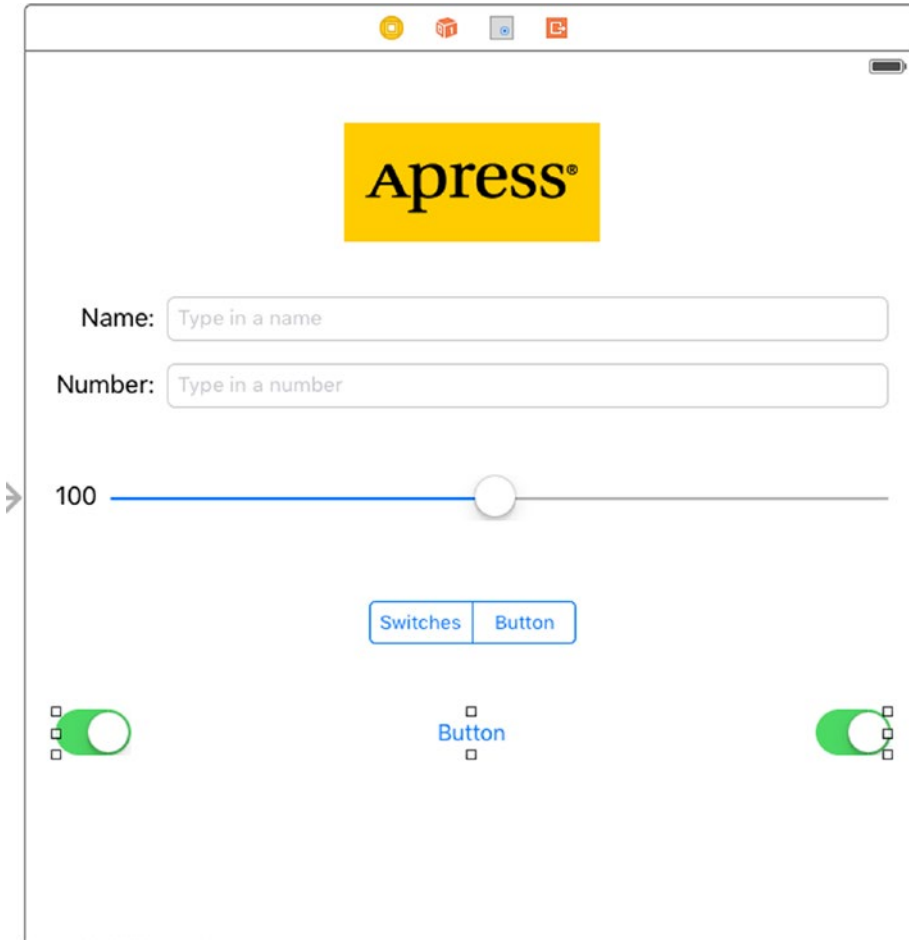 Apress®
Name: Type in a name
Number: Type in a number
100
Switches Button
Button